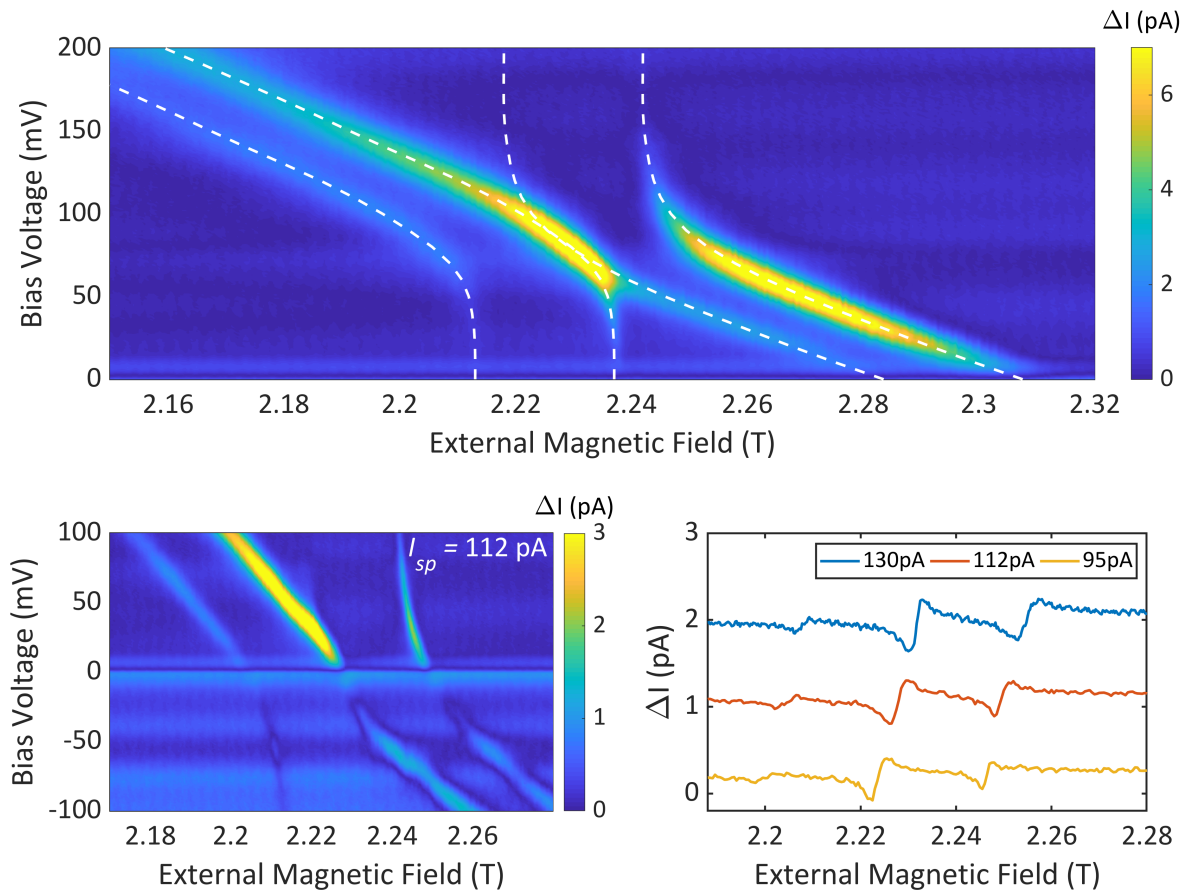 ΔI (pA)
200
150
100
50
0
Bias Voltage (mV)
6
4
2
0
2.16 2.18 2.2 2.22 2.24 2.26 2.28 2.3 2.32
External Magnetic Field (T)
ΔI (pA)
100
50
0
-50
-100
Bias Voltage (mV)
I_sp = 112 pA
3
2
1
0
2.18 2.2 2.22 2.24 2.26
External Magnetic Field (T)
3
2
1
0
ΔI (pA)
130pA 112pA 95pA
2.2 2.22 2.24 2.26 2.28
External Magnetic Field (T)